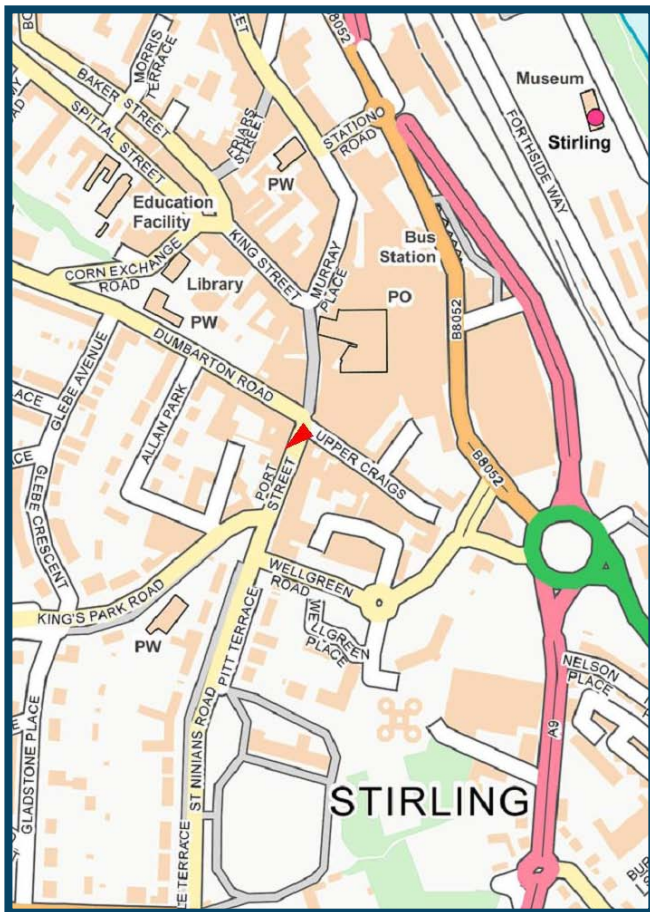 B8052
MORRIS
TERRACE
BAKER STREET
SPITTAL STREET
FRIARS
STREET
STATION
ROAD
Museum
Stirling
FORTHSIDE WAY
PW
Education
Facility
KING STREET
MURRAY
PLACE
Bus
Station
PO
CORN EXCHANGE
ROAD
Library
PW
B8052
DUMBARTON ROAD
GLEBE AVENUE
ALLAN PARK
UPPER CRAIGS
PORT
STREET
B8052
GLEBE CRESCENT
WELLGREEN
ROAD
KING'S PARK ROAD
WELLGREEN
PLACE
PW
PITT TERRACE
NELSON
PLACE
A9
ST NINIANS ROAD
GLADSTONE PLACE
STIRLING